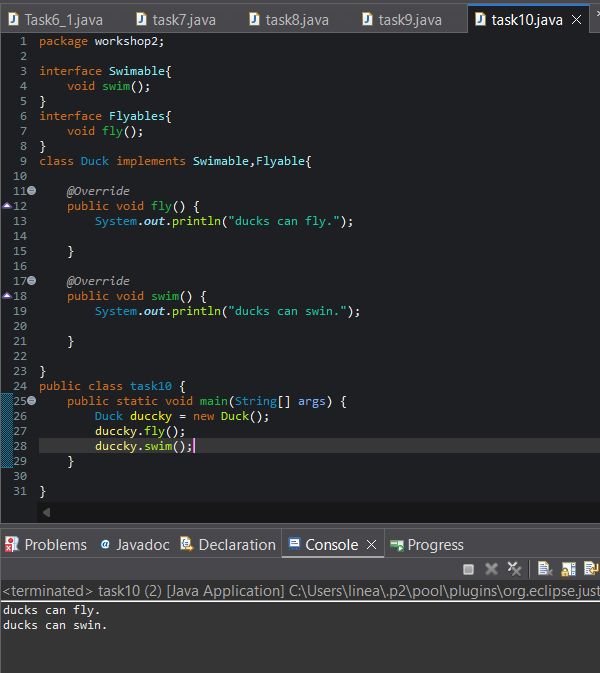 Task6_1.java task7.java task8.java task9.java task10.java
1 package workshop2;
2
3 interface Swimable{
4 void swim();
5 }
6 interface Flyables{
7 void fly();
8 }
9 class Duck implements Swimable,Flyable{
10
11 @Override
12 public void fly() {
13 System.out.println("ducks can fly.");
14
15 }
16
17 @Override
18 public void swim() {
19 System.out.println("ducks can swin.");
20
21 }
22
23 }
24 public class task10 {
25 public static void main(String[] args) {
26 Duck duccky = new Duck();
27 duccky.fly();
28 duccky.swim();
29 }
30
31 }
Problems Javadoc Declaration Console Progress
<terminated> task10 (2) [Java Application] C:\Users\linea\.p2\pool\plugins\org.eclipse.just
ducks can fly.
ducks can swin.